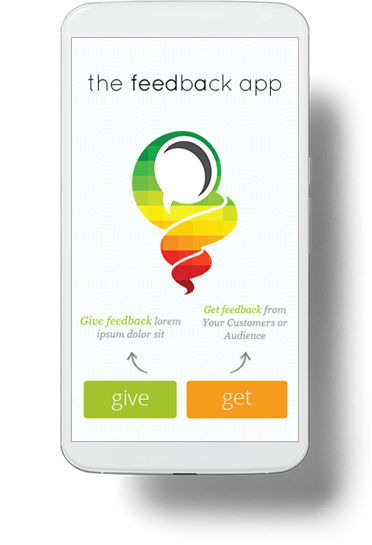 the feedback app
Give feedback lorem
ipsum dolor sit
Get feedback from
Your Customers or
Audience
give
get